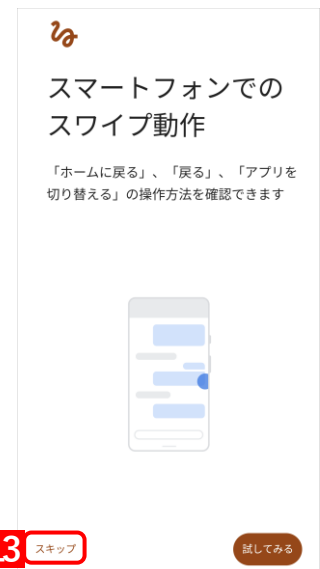 スマートフォンでの
スワイプ動作
「ホームに戻る」、「戻る」、「アプリを
切り替える」の操作方法を確認できます
13
スキップ
試してみる